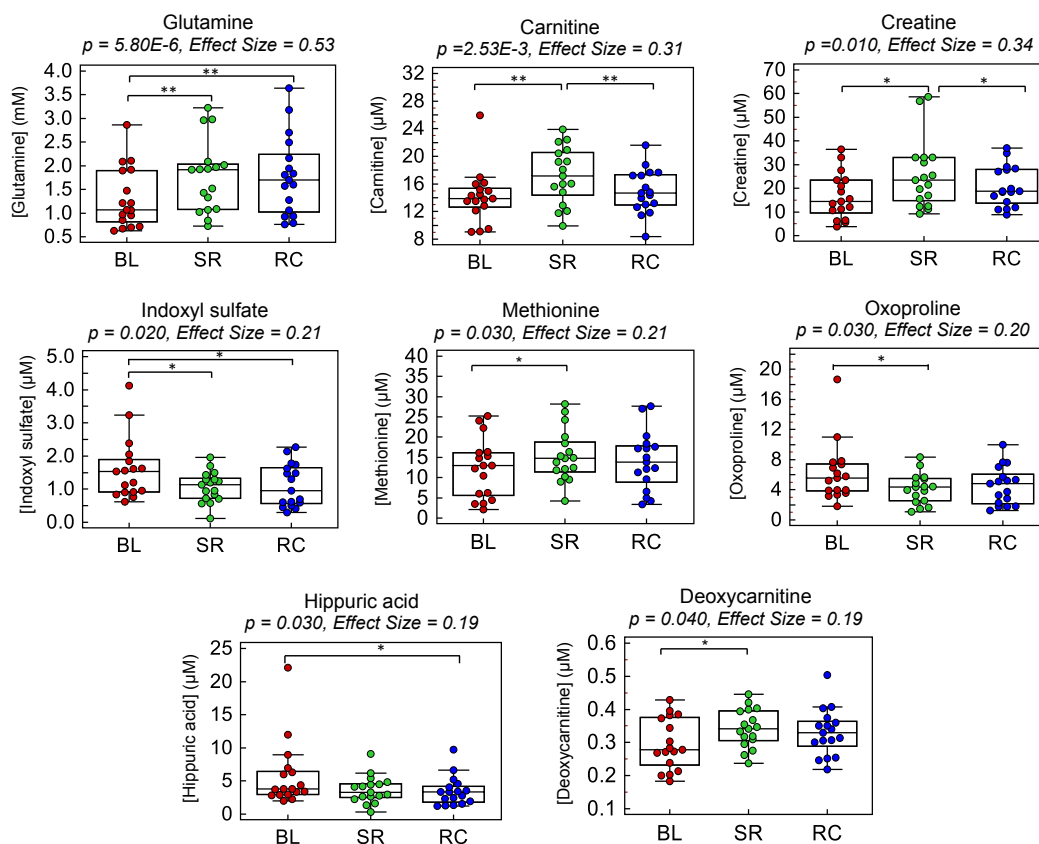 Glutamine
p = 5.80E-6, Effect Size = 0.53
[Glutamine] (mM)
4.0
3.5
3.0
2.5
2.0
1.5
1.0
0.5
**
**
BL SR RC
Carnitine
p =2.53E-3, Effect Size = 0.31
[Carnitine] (µM)
32
28
24
20
16
12
8
** **
BL SR RC
Creatine
p =0.010, Effect Size = 0.34
[Creatine] (µM)
70
60
50
40
30
20
10
0
* *
BL SR RC
Indoxyl sulfate
p = 0.020, Effect Size = 0.21
[Indoxyl sulfate] (µM)
5.0
4.0
3.0
2.0
1.0
0.0
*
*
BL SR RC
Methionine
p = 0.030, Effect Size = 0.21
[Methionine] (µM)
40
35
30
25
20
15
10
5
0
*
BL SR RC
Oxoproline
p = 0.030, Effect Size = 0.20
[Oxoproline] (µM)
20
16
12
8
4
0
*
BL SR RC
Hippuric acid
p = 0.030, Effect Size = 0.19
[Hippuric acid] (µM)
25
20
15
10
5
0
*
BL SR RC
Deoxycarnitine
p = 0.040, Effect Size = 0.19
[Deoxycarnitine] (µM)
0.6
0.5
0.4
0.3
0.2
0.1
*
BL SR RC